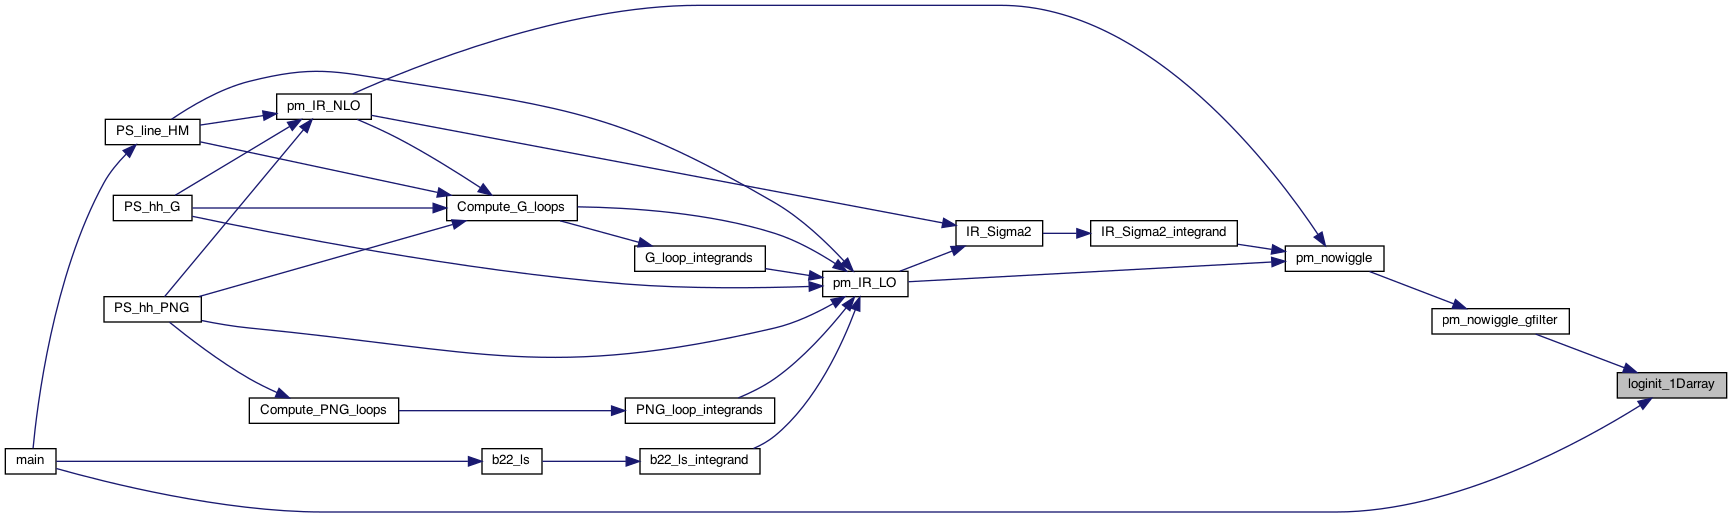 pm_IR_NLO
PS_line_HM
PS_hh_G
Compute_G_loops
IR_Sigma2
IR_Sigma2_integrand
G_loop_integrands
pm_nowiggle
pm_IR_LO
PS_hh_PNG
pm_nowiggle_gfilter
loginit_1Darray
Compute_PNG_loops
PNG_loop_integrands
main
b22_ls
b22_ls_integrand